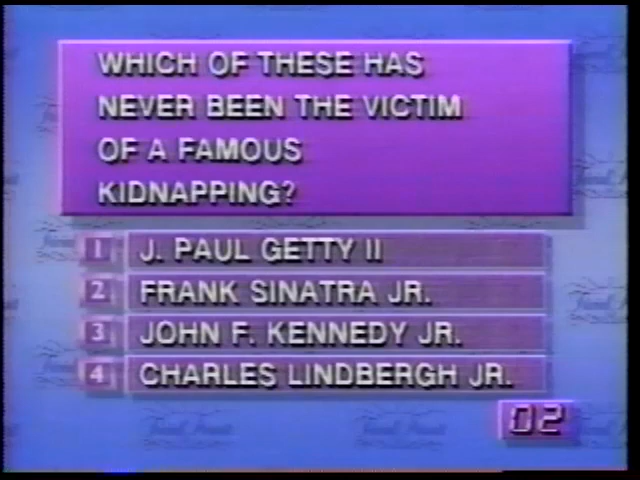 WHICH OF THESE HAS
NEVER BEEN THE VICTIM
OF A FAMOUS
KIDNAPPING?
1 J. PAUL GETTY II
2 FRANK SINATRA JR.
3 JOHN F. KENNEDY JR.
4 CHARLES LINDBERGH JR.
02